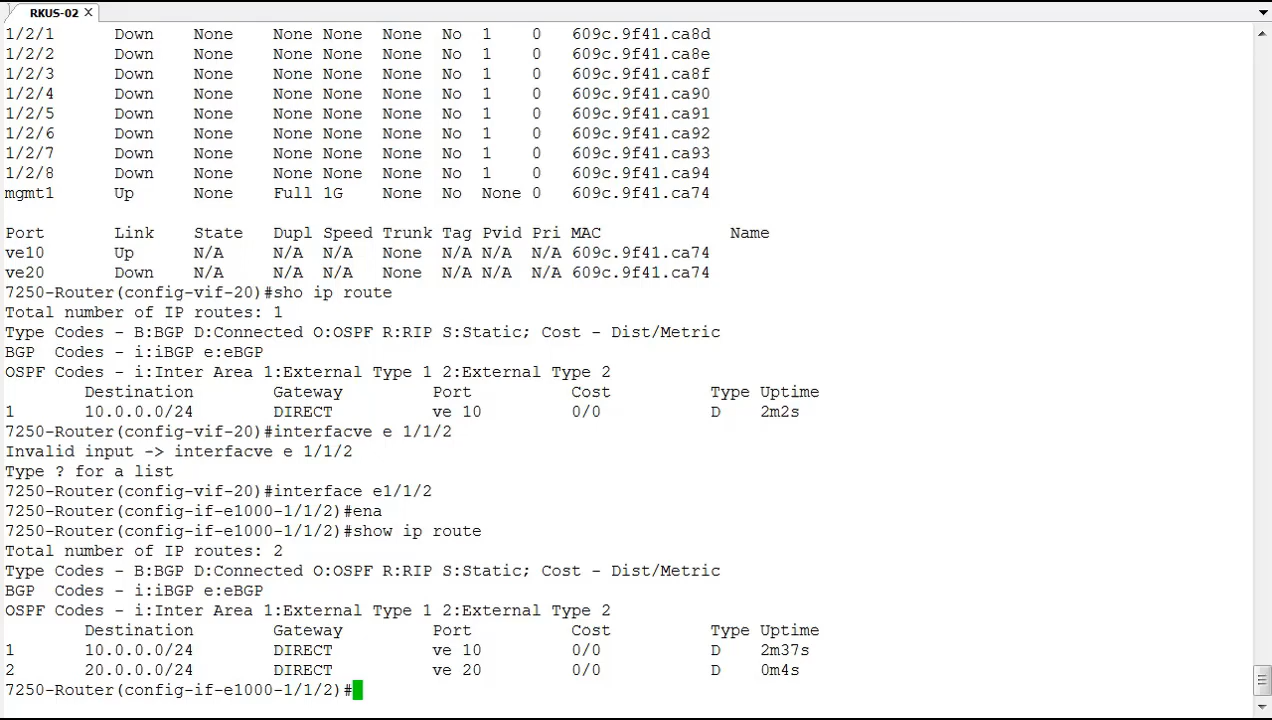 RKUS-02
1/2/1 Down None None None None No 1 0 609c.9f41.ca8d
1/2/2 Down None None None None No 1 0 609c.9f41.ca8e
1/2/3 Down None None None None No 1 0 609c.9f41.ca8f
1/2/4 Down None None None None No 1 0 609c.9f41.ca90
1/2/5 Down None None None None No 1 0 609c.9f41.ca91
1/2/6 Down None None None None No 1 0 609c.9f41.ca92
1/2/7 Down None None None None No 1 0 609c.9f41.ca93
1/2/8 Down None None None None No 1 0 609c.9f41.ca94
mgmt1 Up None Full 1G None No None 0 609c.9f41.ca74
Port Link State Dupl Speed Trunk Tag Pvid Pri MAC Name
ve10 Up N/A N/A N/A None N/A N/A N/A 609c.9f41.ca74
ve20 Down N/A N/A N/A None N/A N/A N/A 609c.9f41.ca74
7250-Router(config-vif-20)#sho ip route
Total number of IP routes: 1
Type Codes - B:BGP D:Connected O:OSPF R:RIP S:Static; Cost - Dist/Metric
BGP Codes - i:iBGP e:eBGP
OSPF Codes - i:Inter Area 1:External Type 1 2:External Type 2
Destination Gateway Port Cost Type Uptime
1 10.0.0.0/24 DIRECT ve 10 0/0 D 2m2s
7250-Router(config-vif-20)#interfacve e 1/1/2
Invalid input -> interfacve e 1/1/2
Type ? for a list
7250-Router(config-vif-20)#interface e1/1/2
7250-Router(config-if-e1000-1/1/2)#ena
7250-Router(config-if-e1000-1/1/2)#show ip route
Total number of IP routes: 2
Type Codes - B:BGP D:Connected O:OSPF R:RIP S:Static; Cost - Dist/Metric
BGP Codes - i:iBGP e:eBGP
OSPF Codes - i:Inter Area 1:External Type 1 2:External Type 2
Destination Gateway Port Cost Type Uptime
1 10.0.0.0/24 DIRECT ve 10 0/0 D 2m37s
2 20.0.0.0/24 DIRECT ve 20 0/0 D 0m4s
7250-Router(config-if-e1000-1/1/2)#